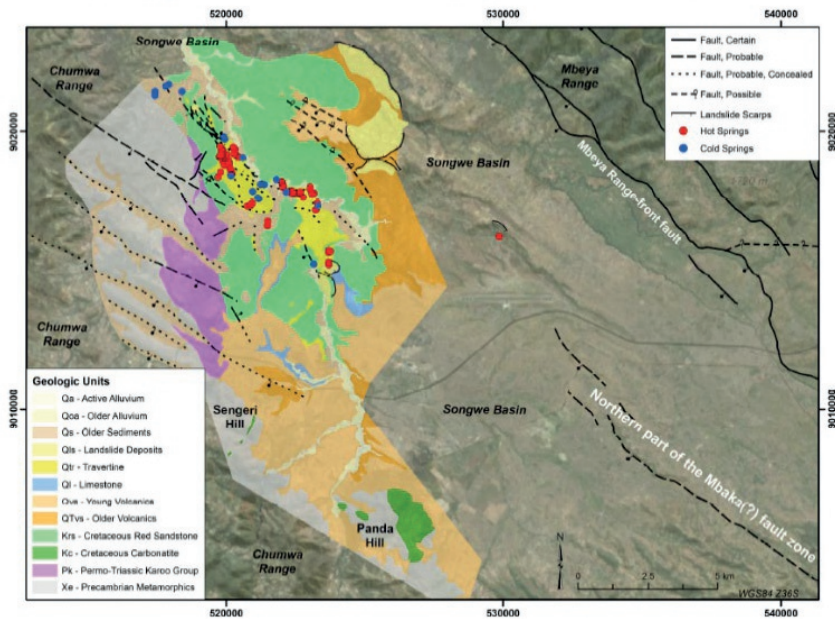 520000
530000
540000
Songwe Basin
Chumwa
Range
Mbeya
Range
Fault, Certain
Fault, Probable
Fault, Probable, Concealed
Fault, Possible
Landslide Scarps
Hot Springs
Cold Springs
9020000
9020000
Songwe Basin
Mbeya Range-front fault
Chumwa
Range
Geologic Units
Qa - Active Alluvium
Qoa - Older Alluvium
Qs - Older Sediments
Qls - Landslide Deposits
Qtr - Travertine
Ql - Limestone
Qvs - Young Volcanics
QTvs - Older Volcanics
Krs - Cretaceous Red Sandstone
Kc - Cretaceous Carbonatite
Pk - Permo-Triassic Karoo Group
Xe - Precambrian Metamorphics
Sengeri
Hill
Songwe Basin
9010000
9010000
Northern part of the Mbaka(?) fault zone
Panda
Hill
Chumwa
Range
N
0 2.5 5 km
WGS84 Z36S
520000
530000
540000